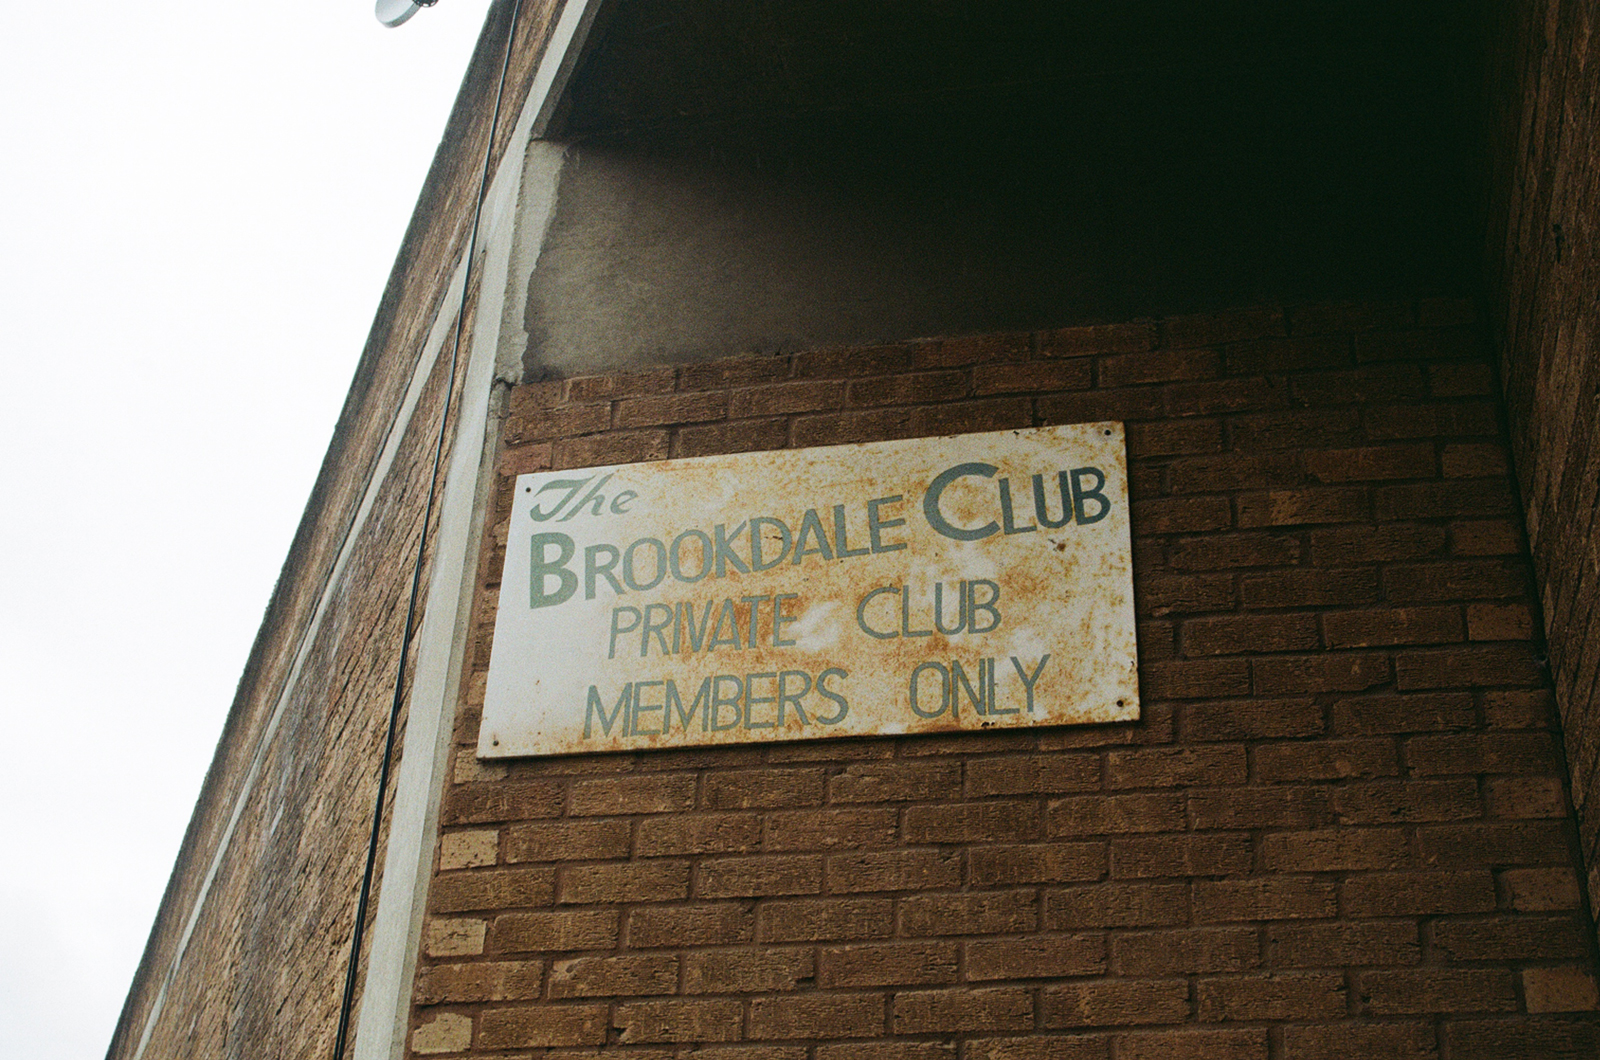 The
BROOKDALE CLUB
PRIVATE CLUB
MEMBERS ONLY